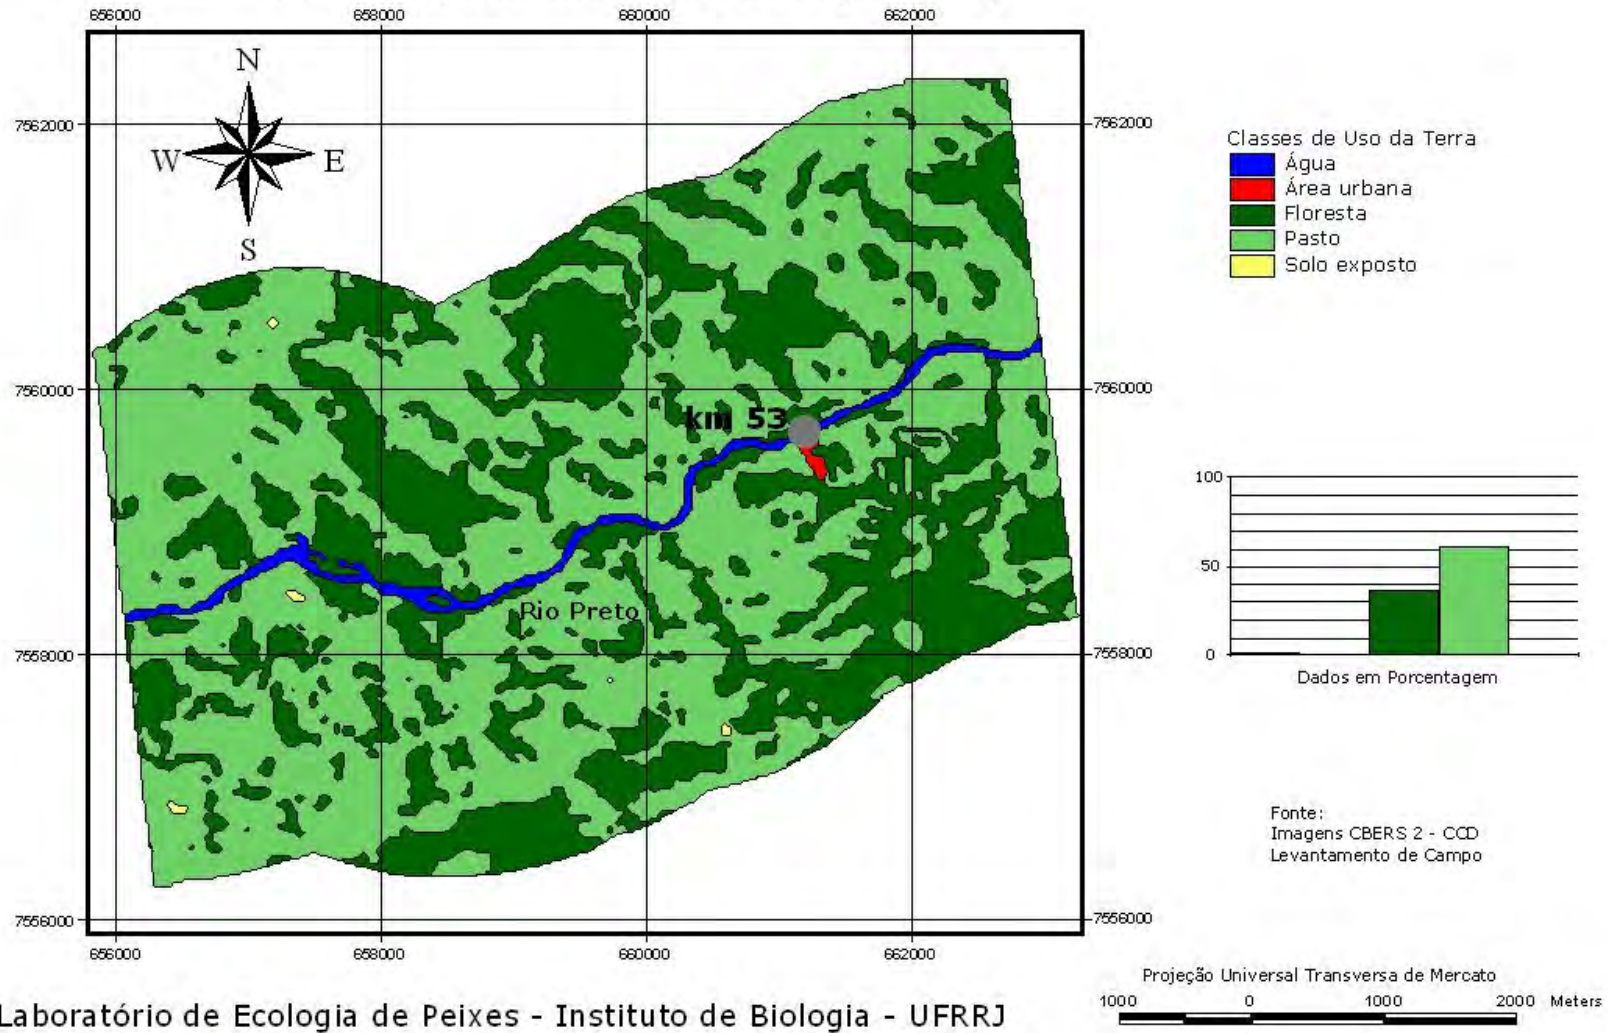 656000 658000 660000 662000
N
W E
S
7562000 7562000
7560000 7560000
7558000 7558000
7556000 7556000
km 53
Rio Preto
656000 658000 660000 662000
Classes de Uso da Terra
Água
Área urbana
Floresta
Pasto
Solo exposto
100
50
0
Dados em Porcentagem
Fonte:
Imagens CBERS 2 - CCD
Levantamento de Campo
Projeção Universal Transversa de Mercato
1000 0 1000 2000 Meters
Laboratório de Ecologia de Peixes - Instituto de Biologia - UFRRJ